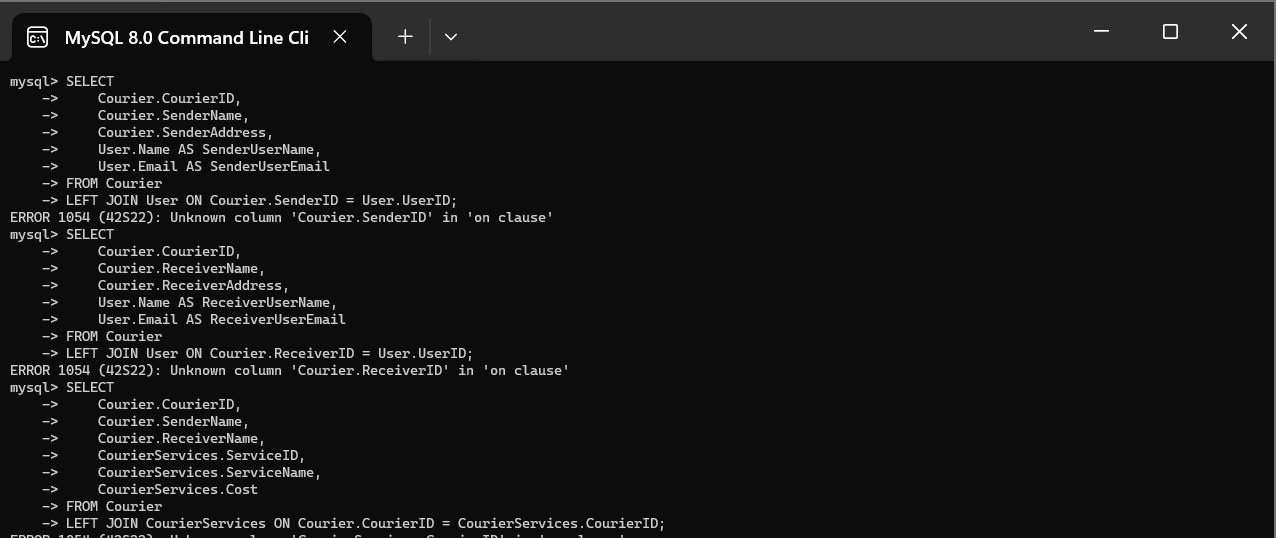 MySQL 8.0 Command Line Cli
mysql> SELECT
    ->     Courier.CourierID,
    ->     Courier.SenderName,
    ->     Courier.SenderAddress,
    ->     User.Name AS SenderUserName,
    ->     User.Email AS SenderUserEmail
    -> FROM Courier
    -> LEFT JOIN User ON Courier.SenderID = User.UserID;
ERROR 1054 (42S22): Unknown column 'Courier.SenderID' in 'on clause'
mysql> SELECT
    ->     Courier.CourierID,
    ->     Courier.ReceiverName,
    ->     Courier.ReceiverAddress,
    ->     User.Name AS ReceiverUserName,
    ->     User.Email AS ReceiverUserEmail
    -> FROM Courier
    -> LEFT JOIN User ON Courier.ReceiverID = User.UserID;
ERROR 1054 (42S22): Unknown column 'Courier.ReceiverID' in 'on clause'
mysql> SELECT
    ->     Courier.CourierID,
    ->     Courier.SenderName,
    ->     Courier.ReceiverName,
    ->     CourierServices.ServiceID,
    ->     CourierServices.ServiceName,
    ->     CourierServices.Cost
    -> FROM Courier
    -> LEFT JOIN CourierServices ON Courier.CourierID = CourierServices.CourierID;
ERROR 1054 (42S22):